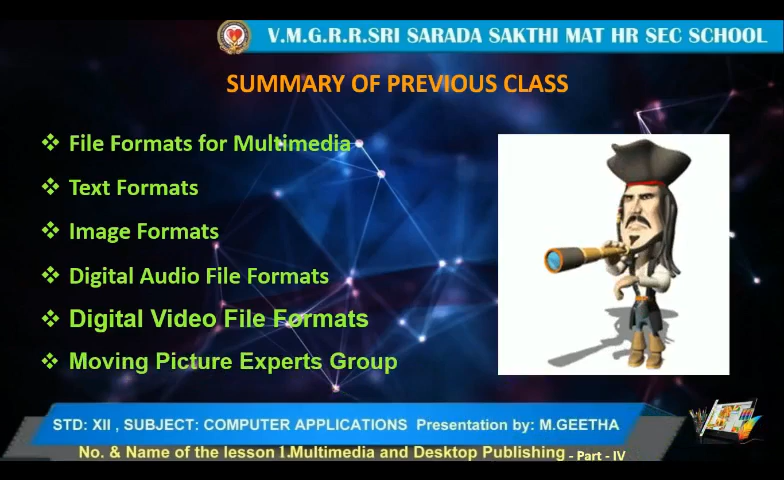 V.M.G.R.R.SRI SARADA SAKTHI MAT HR SEC SCHOOL
SUMMARY OF PREVIOUS CLASS
❖ File Formats for Multimedia
❖ Text Formats
❖ Image Formats
❖ Digital Audio File Formats
❖ Digital Video File Formats
❖ Moving Picture Experts Group
STD: XII , SUBJECT: COMPUTER APPLICATIONS Presentation by: M.GEETHA
No. & Name of the lesson 1.Multimedia and Desktop Publishing - Part - IV